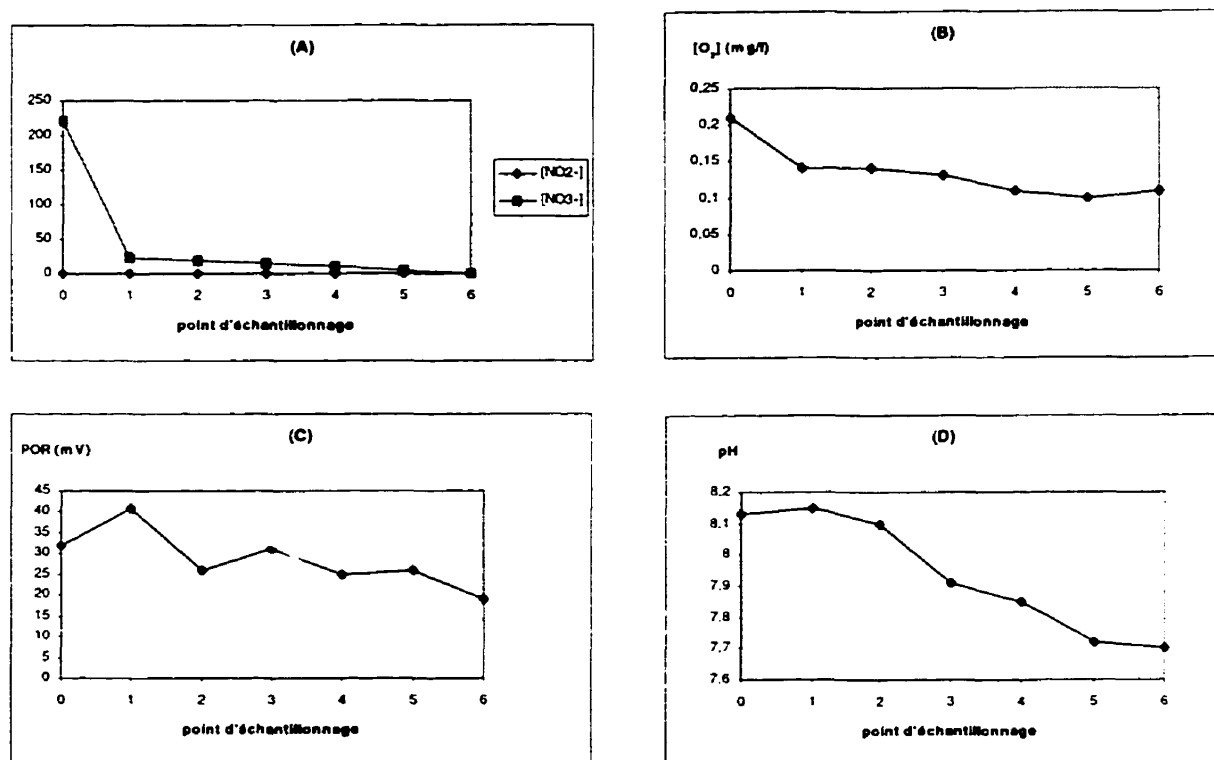 (A)
250
200
150
100
50
0
0 1 2 3 4 5 6
point d'échantillonnage
[NO2-]
[NO3-]
(B)
[O2] (mg/l)
0,25
0,2
0,15
0,1
0,05
0
0 1 2 3 4 5 6
point d'échantillonnage
(C)
POR (mV)
45
40
35
30
25
20
15
10
5
0
0 1 2 3 4 5 6
point d'échantillonnage
(D)
pH
8,2
8,1
8
7,9
7,8
7,7
7,6
0 1 2 3 4 5 6
point d'échantillonnage